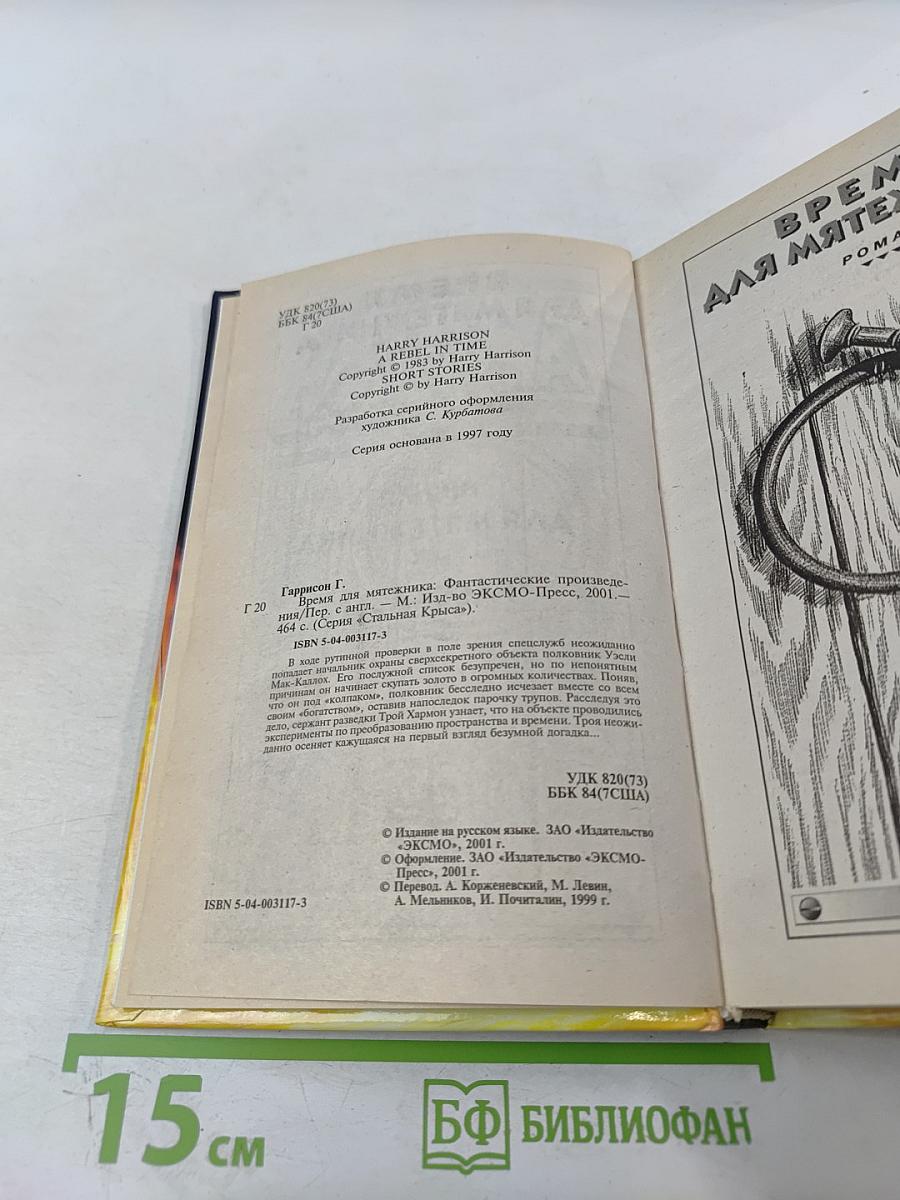 УДК 820(73)
ББК 84(7США)
Г 20
HARRY HARRISON
A REBEL IN TIME
Copyright © 1983 by Harry Harrison
SHORT STORIES
Copyright © by Harry Harrison
Разработка серийного оформления
художника С. Курбатова
Серия основана в 1997 году
Гаррисон Г.
Г 20 Время для мятежника: Фантастические произведе-
ния/Пер. с англ. — М.: Изд-во ЭКСМО-Пресс, 2001.—
464 с. (Серия «Стальная Крыса»).
ISBN 5-04-003117-3
В ходе рутинной проверки в поле зрения спецслужб неожиданно
попадает начальник охраны сверхсекретного объекта полковник Уэсли
Мак-Каллох. Его послужной список безупречен, но по непонятным
причинам он начинает скупать золото в огромных количествах. Поняв,
что он под «колпаком», полковник бесследно исчезает вместе со всем
своим «богатством», оставив напоследок парочку трупов. Расследуя это
дело, сержант разведки Трой Хармон узнает, что на объекте проводились
эксперименты по преобразованию пространства и времени. Троя неожи-
данно осеняет кажущаяся на первый взгляд безумной догадка...
УДК 820(73)
ББК 84(7США)
© Издание на русском языке. ЗАО «Издательство
«ЭКСМО», 2001 г.
© Оформление. ЗАО «Издательство «ЭКСМО-
Пресс», 2001 г.
© Перевод. А. Корженевский, М. Левин,
А. Мельников, И. Почиталин, 1999 г.
ISBN 5-04-003117-3
ВРЕМ
ДЛЯ МЯТЕЖ
РОМА
15 см
БФ БИБЛИОФАН